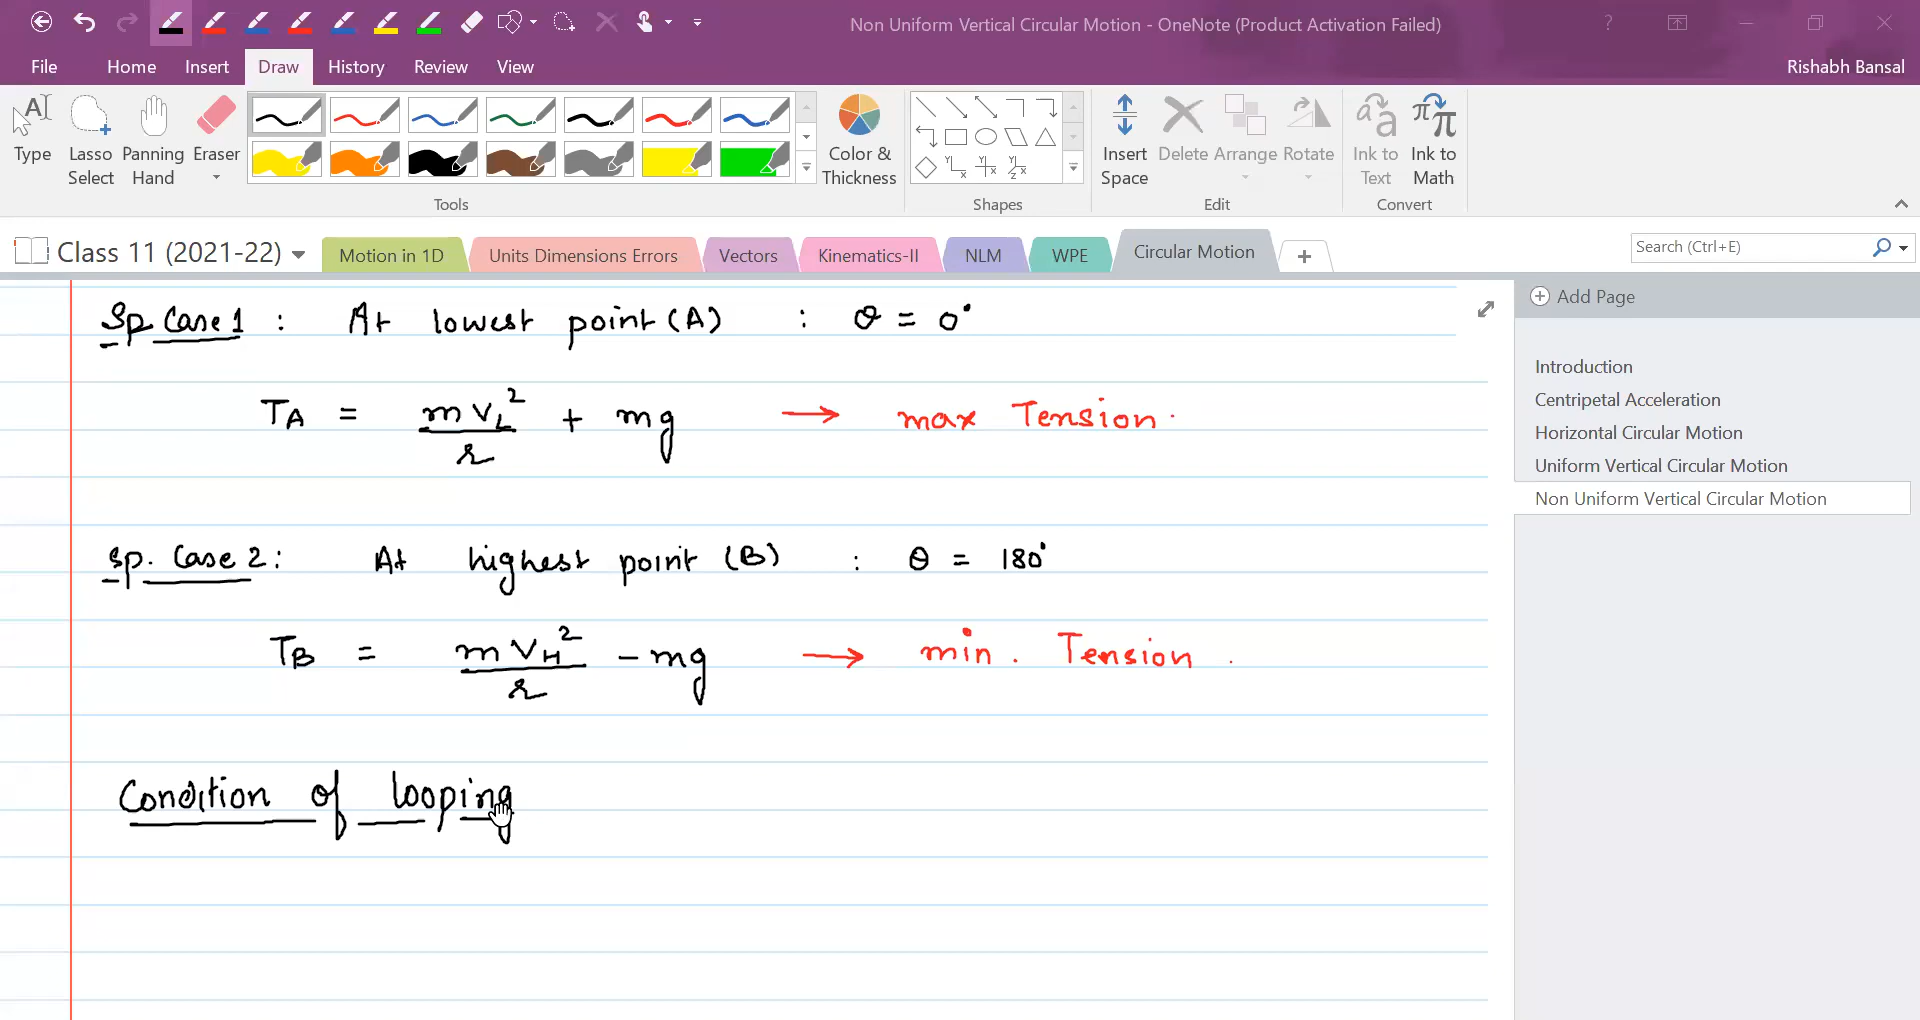 Non Uniform Vertical Circular Motion - OneNote (Product Activation Failed)
?
File Home Insert Draw History Review View
Rishabh Bansal
Type
Lasso Select
Panning Hand
Eraser
Color & Thickness
Insert Space
Delete
Arrange
Rotate
Ink to Text
Ink to Math
Tools
Shapes
Edit
Convert
Class 11 (2021-22)
Motion in 1D
Units Dimensions Errors
Vectors
Kinematics-II
NLM
WPE
Circular Motion
+
Search (Ctrl+E)
Sp Case 1 : At lowest point (A) : θ = 0°
T_A = mv_L²/r + mg → max Tension.
Sp. Case 2 : At highest point (B) : θ = 180°
T_B = mv_H²/r - mg → min. Tension.
Condition of looping
Add Page
Introduction
Centripetal Acceleration
Horizontal Circular Motion
Uniform Vertical Circular Motion
Non Uniform Vertical Circular Motion